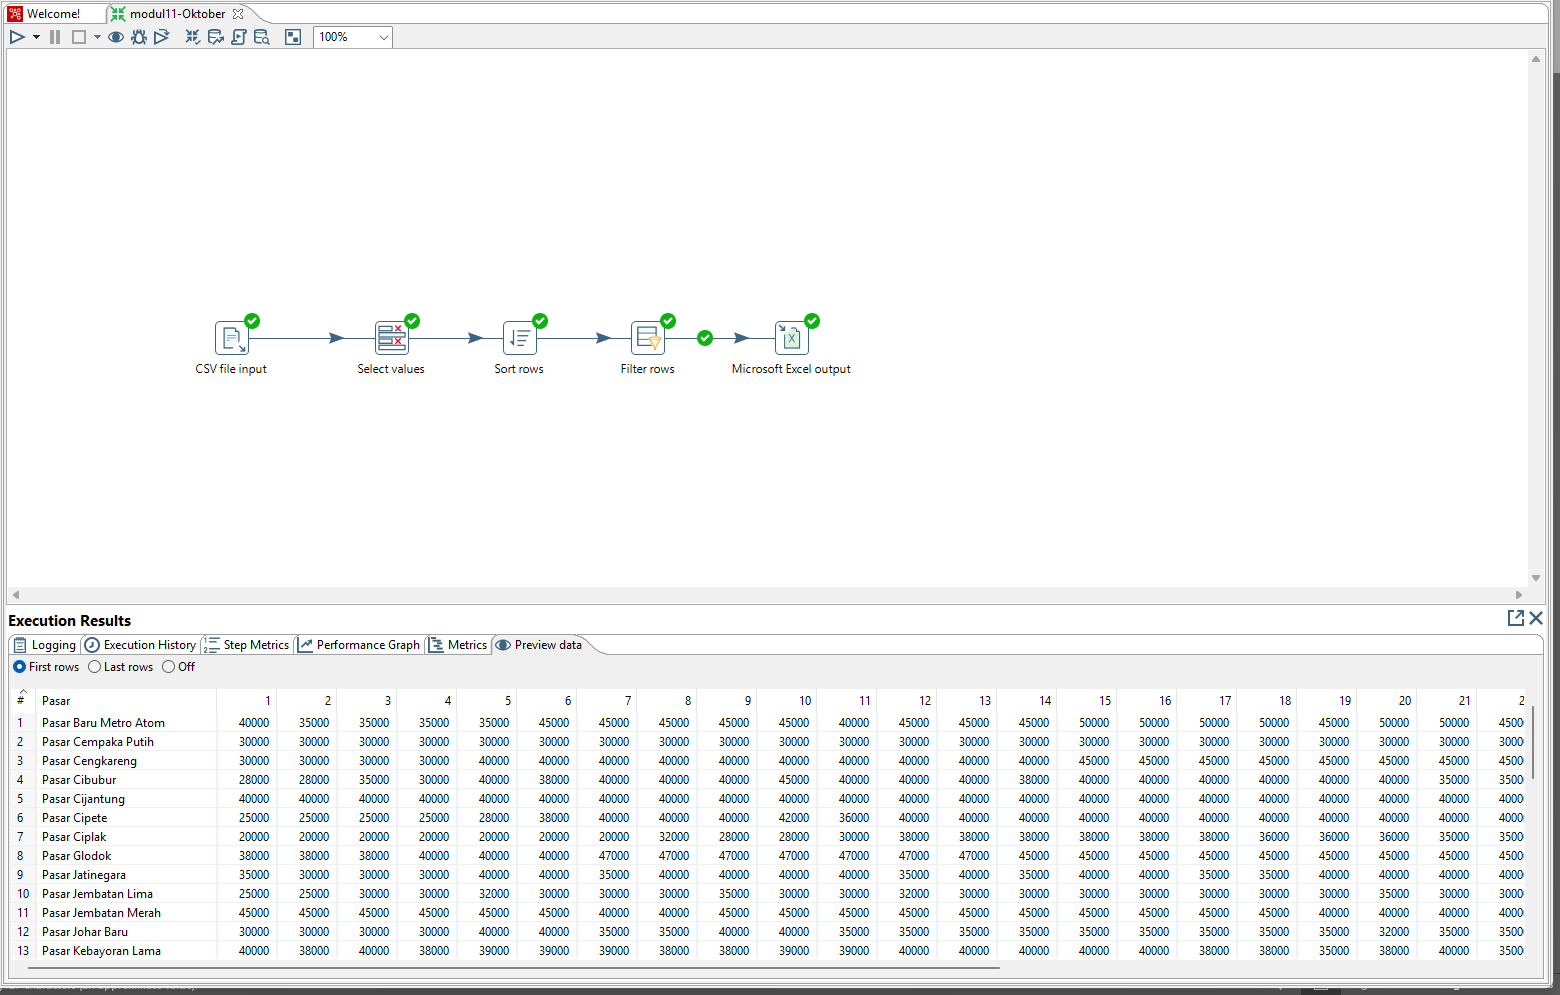 Welcome! modul11-Oktober
100%
CSV file input Select values Sort rows Filter rows Microsoft Excel output
Execution Results
Logging Execution History Step Metrics Performance Graph Metrics Preview data
First rows Last rows Off
# Pasar 1 2 3 4 5 6 7 8 9 10 11 12 13 14 15 16 17 18 19 20 21 2
1 Pasar Baru Metro Atom 40000 35000 35000 35000 35000 45000 45000 45000 45000 45000 40000 45000 45000 45000 50000 50000 50000 50000 45000 50000 50000 45000
2 Pasar Cempaka Putih 30000 30000 30000 30000 30000 30000 30000 30000 30000 30000 30000 30000 30000 30000 30000 30000 30000 30000 30000 30000 30000 30000
3 Pasar Cengkareng 30000 30000 30000 30000 40000 40000 40000 40000 40000 40000 40000 40000 40000 40000 45000 45000 45000 45000 45000 45000 45000 45000
4 Pasar Cibubur 28000 28000 35000 30000 40000 38000 40000 40000 40000 45000 40000 40000 40000 38000 40000 40000 40000 40000 40000 40000 35000 35000
5 Pasar Cijantung 40000 40000 40000 40000 40000 40000 40000 40000 40000 40000 40000 40000 40000 40000 40000 40000 40000 40000 40000 40000 40000 40000
6 Pasar Cipete 25000 25000 25000 25000 28000 38000 40000 40000 40000 42000 36000 40000 40000 40000 40000 40000 40000 40000 40000 40000 40000 40000
7 Pasar Ciplak 20000 20000 20000 20000 20000 20000 20000 32000 28000 28000 30000 38000 38000 38000 38000 38000 38000 36000 36000 36000 35000 35000
8 Pasar Glodok 38000 38000 38000 40000 40000 40000 47000 47000 47000 47000 47000 47000 47000 45000 45000 45000 45000 45000 45000 45000 45000 45000
9 Pasar Jatinegara 35000 30000 30000 40000 40000 40000 35000 40000 40000 40000 40000 40000 35000 35000 40000 40000 35000 35000 40000 40000 40000 40000
10 Pasar Jembatan Lima 25000 25000 30000 30000 32000 30000 30000 30000 35000 30000 30000 32000 30000 30000 30000 30000 30000 30000 30000 35000 30000 30000
11 Pasar Jembatan Merah 45000 45000 45000 45000 45000 45000 40000 40000 45000 45000 45000 45000 45000 45000 45000 45000 45000 45000 40000 40000 40000 40000
12 Pasar Johar Baru 30000 30000 30000 30000 40000 40000 35000 35000 40000 40000 35000 35000 35000 35000 35000 35000 35000 35000 35000 32000 35000 35000
13 Pasar Kebayoran Lama 40000 38000 40000 38000 39000 39000 39000 38000 38000 39000 39000 40000 40000 40000 40000 40000 38000 38000 35000 38000 40000 35000